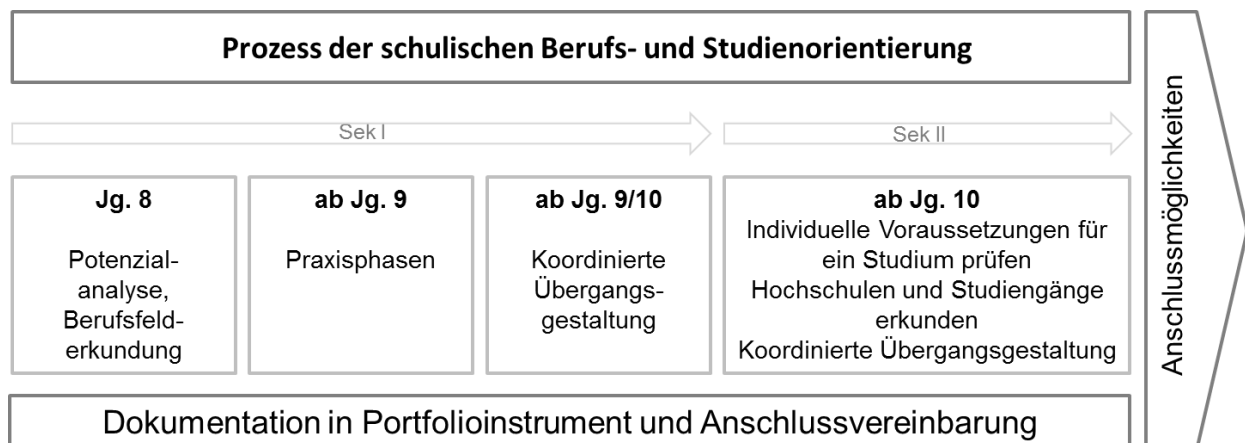 Prozess der schulischen Berufs- und Studienorientierung
Sek I
Sek II
Jg. 8
Potenzial-
analyse,
Berufsfeld-
erkundung
ab Jg. 9
Praxisphasen
ab Jg. 9/10
Koordinierte
Übergangs-
gestaltung
ab Jg. 10
Individuelle Voraussetzungen für
ein Studium prüfen
Hochschulen und Studiengänge
erkunden
Koordinierte Übergangsgestaltung
Dokumentation in Portfolioinstrument und Anschlussvereinbarung
Anschlussmöglichkeiten